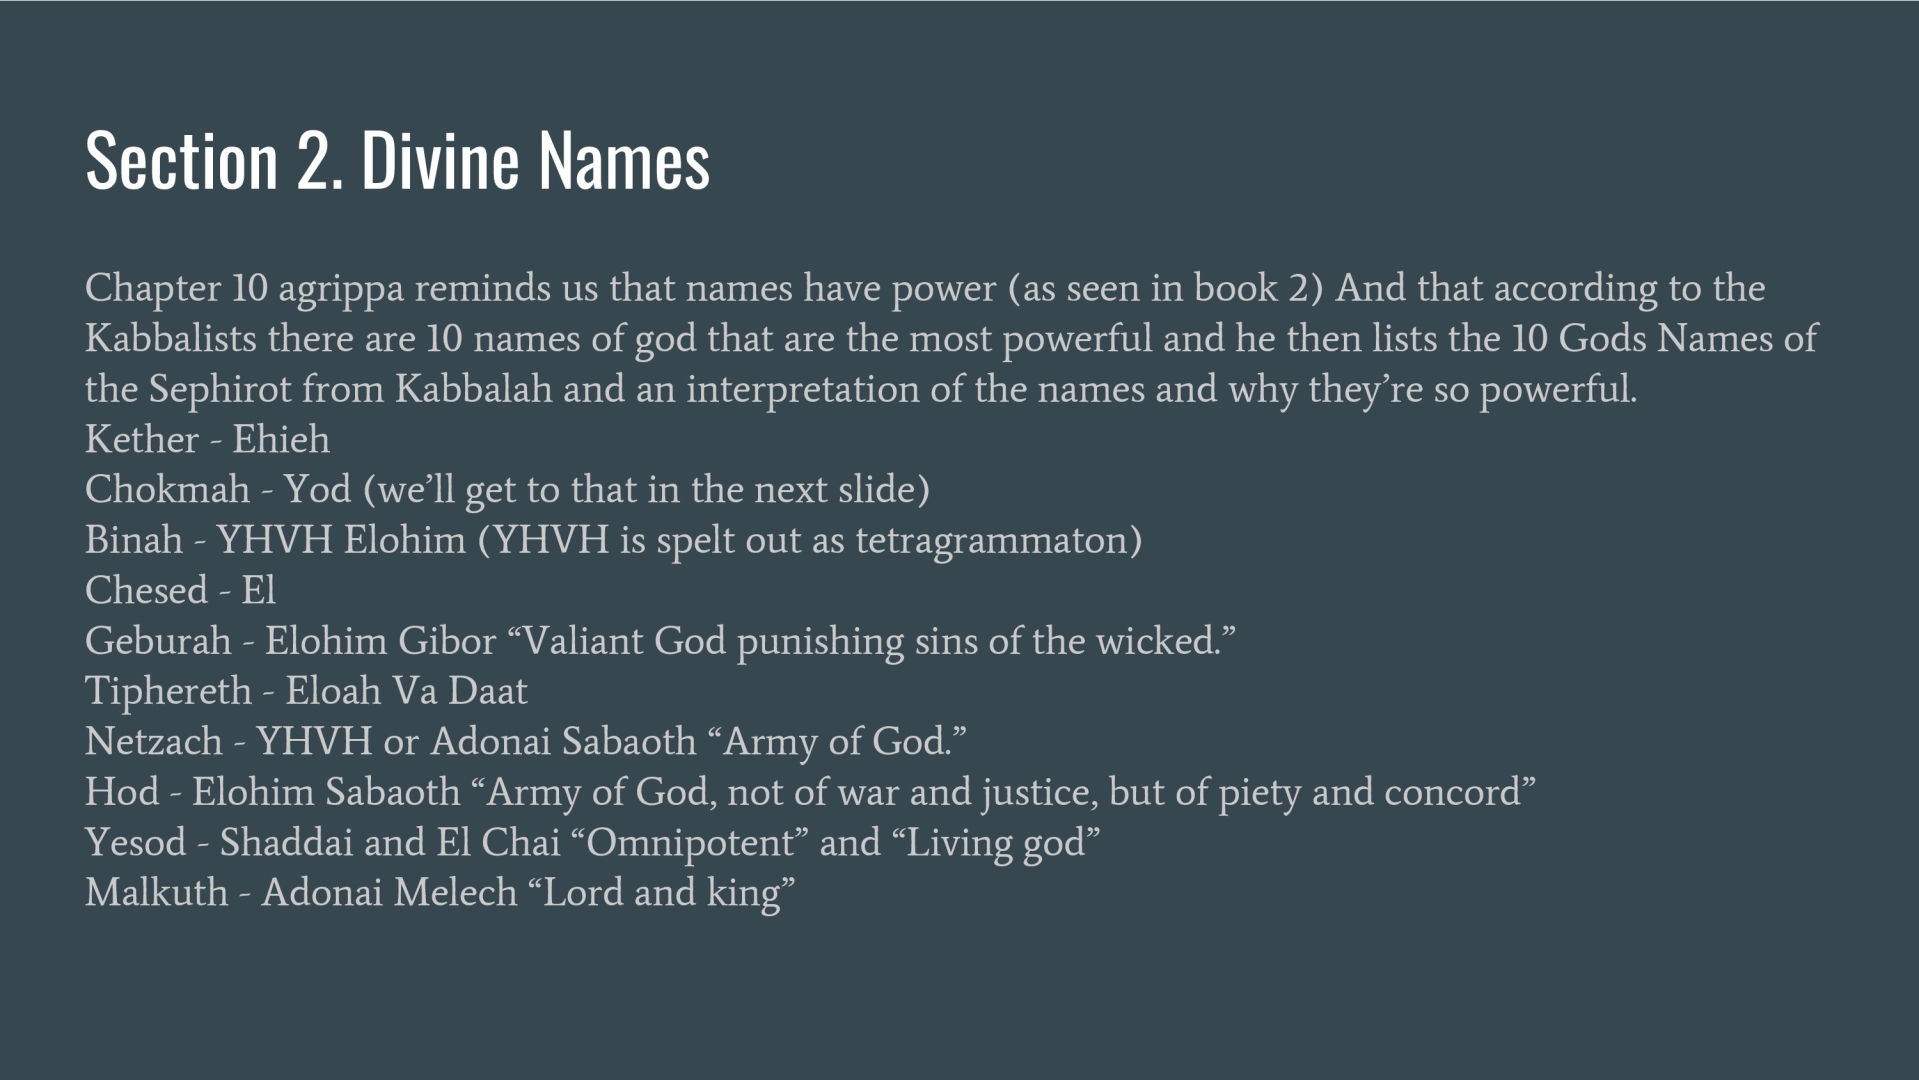 Section 2. Divine Names
Chapter 10 agrippa reminds us that names have power (as seen in book 2) And that according to the
Kabbalists there are 10 names of god that are the most powerful and he then lists the 10 Gods Names of
the Sephirot from Kabbalah and an interpretation of the names and why they’re so powerful.
Kether - Ehieh
Chokmah - Yod (we’ll get to that in the next slide)
Binah - YHVH Elohim (YHVH is spelt out as tetragrammaton)
Chesed - El
Geburah - Elohim Gibor “Valiant God punishing sins of the wicked.”
Tiphereth - Eloah Va Daat
Netzach - YHVH or Adonai Sabaoth “Army of God.”
Hod - Elohim Sabaoth “Army of God, not of war and justice, but of piety and concord”
Yesod - Shaddai and El Chai “Omnipotent” and “Living god”
Malkuth - Adonai Melech “Lord and king”